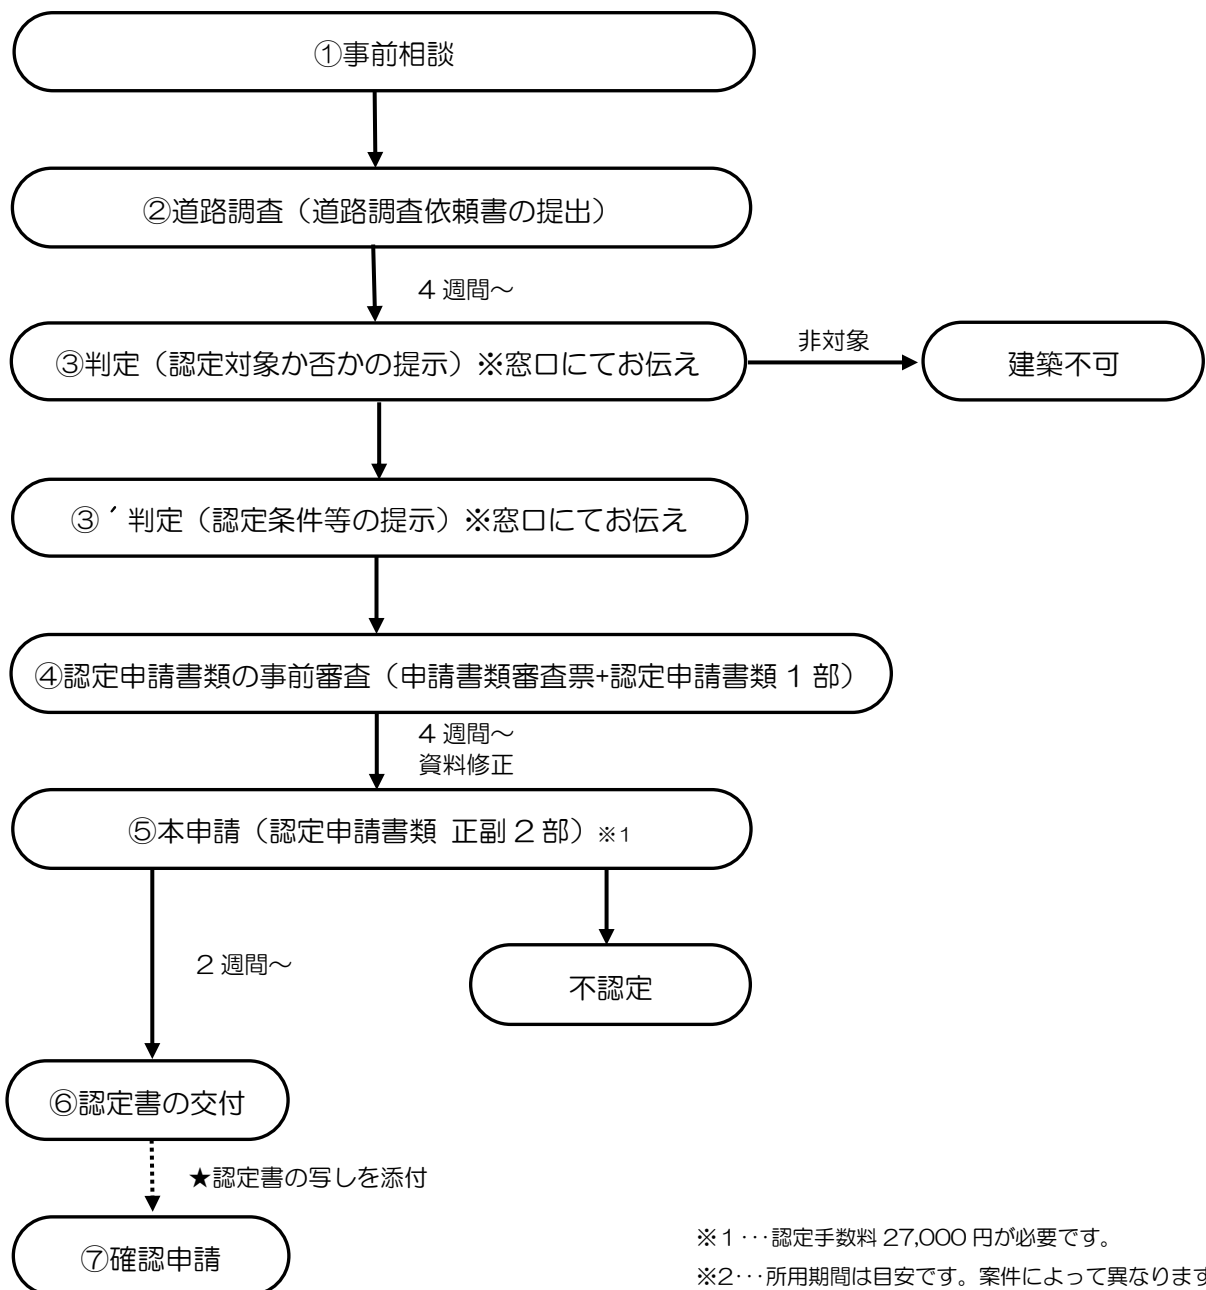 ①事前相談
②道路調査（道路調査依頼書の提出）
4 週間～
③判定（認定対象か否かの提示）※窓口にてお伝え
非対象
建築不可
③´判定（認定条件等の提示）※窓口にてお伝え
④認定申請書類の事前審査（申請書類審査票+認定申請書類 1 部）
4 週間～
資料修正
⑤本申請（認定申請書類 正副 2 部）※1
2 週間～
不認定
⑥認定書の交付
★認定書の写しを添付
⑦確認申請
※1･･･認定手数料 27,000 円が必要です。
※2･･･所用期間は目安です。案件によって異なります